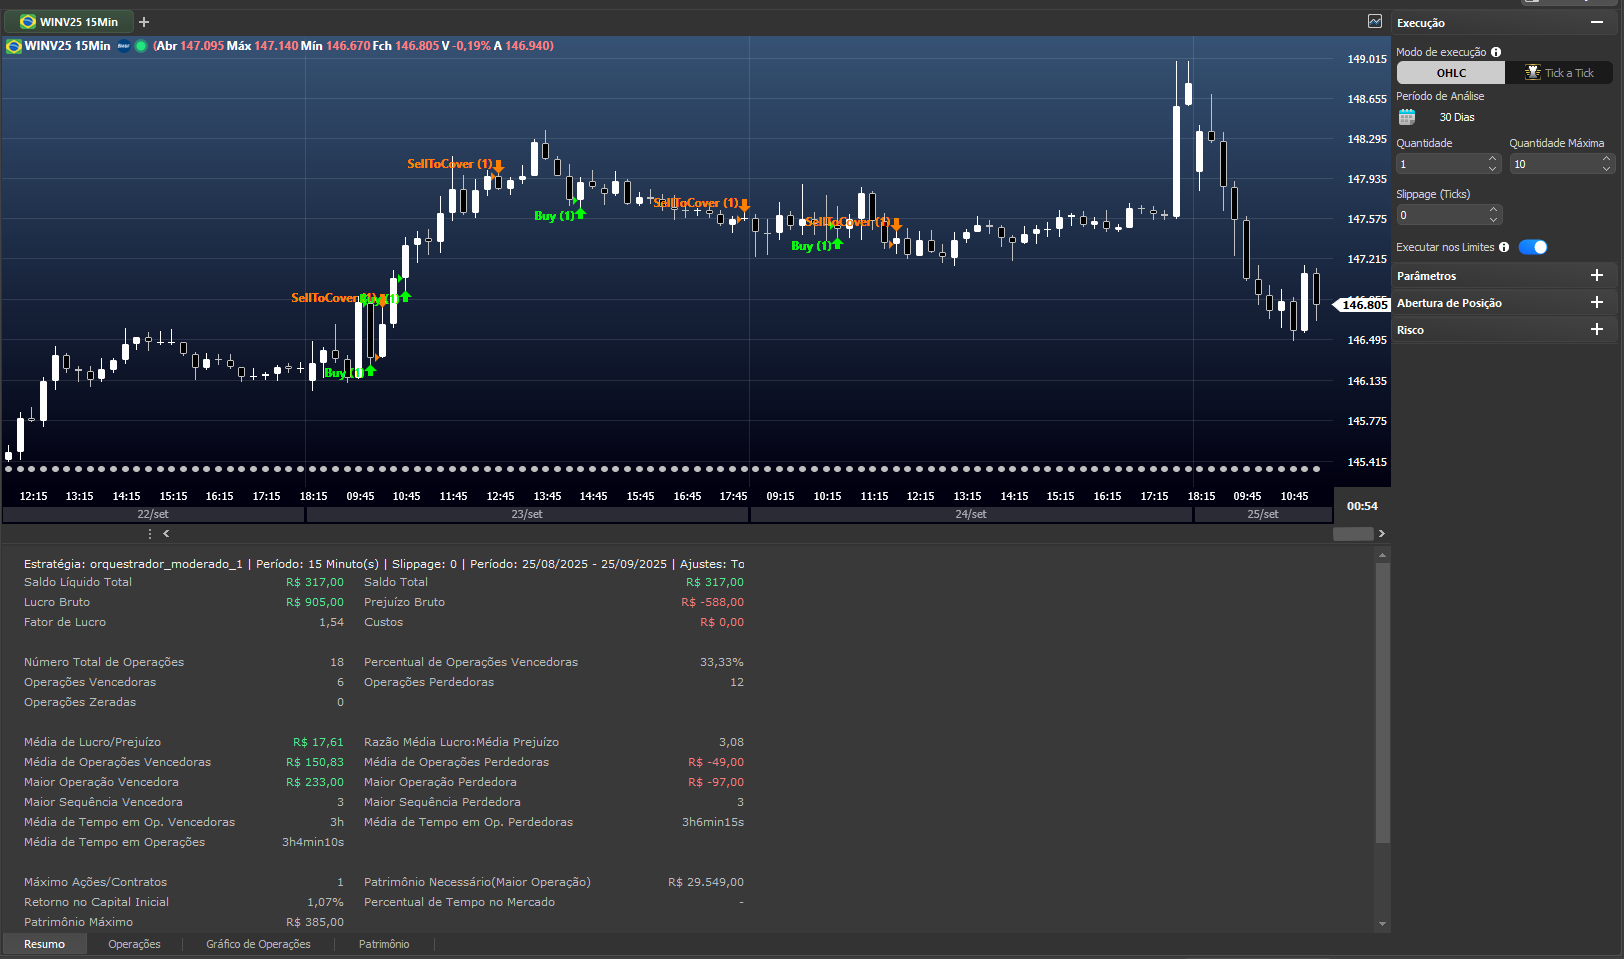 WINV25 15Min
WINV25 15Min (Abr 147.095 Máx 147.140 Mín 146.670 Fch 146.805 V -0,19% A 146.940)
149.015
148.655
148.295
147.935
147.575
147.215
146.805
146.495
146.135
145.775
145.415
SellToCover (1)
SellToCover (1)
Buy (1)
SellToCover (1)
Buy (1)
SellToCover (1)
Buy (1)
12:15 13:15 14:15 15:15 16:15 17:15 18:15 09:45 10:45 11:45 12:45 13:45 14:45 15:45 16:45 17:45 09:15 10:15 11:15 12:15 13:15 14:15 15:15 16:15 17:15 18:15 09:45 10:45
00:54
22/set 23/set 24/set 25/set
Execução
Modo de execução
OHLC Tick a Tick
Período de Análise
30 Dias
Quantidade Quantidade Máxima
1 10
Slippage (Ticks)
0
Executar nos Limites
Parâmetros
Abertura de Posição
Risco
Estratégia: orquestrador_moderado_1 | Período: 15 Minuto(s) | Slippage: 0 | Período: 25/08/2025 - 25/09/2025 | Ajustes: To
Saldo Líquido Total R$ 317,00 Saldo Total R$ 317,00
Lucro Bruto R$ 905,00 Prejuízo Bruto R$ -588,00
Fator de Lucro 1,54 Custos R$ 0,00
Número Total de Operações 18 Percentual de Operações Vencedoras 33,33%
Operações Vencedoras 6 Operações Perdedoras 12
Operações Zeradas 0
Média de Lucro/Prejuízo R$ 17,61 Razão Média Lucro:Média Prejuízo 3,08
Média de Operações Vencedoras R$ 150,83 Média de Operações Perdedoras R$ -49,00
Maior Operação Vencedora R$ 233,00 Maior Operação Perdedora R$ -97,00
Maior Sequência Vencedora 3 Maior Sequência Perdedora 3
Média de Tempo em Op. Vencedoras 3h Média de Tempo em Op. Perdedoras 3h6min15s
Média de Tempo em Operações 3h4min10s
Máximo Ações/Contratos 1 Patrimônio Necessário(Maior Operação) R$ 29.549,00
Retorno no Capital Inicial 1,07% Percentual de Tempo no Mercado -
Patrimônio Máximo R$ 385,00
Resumo Operações Gráfico de Operações Patrimônio